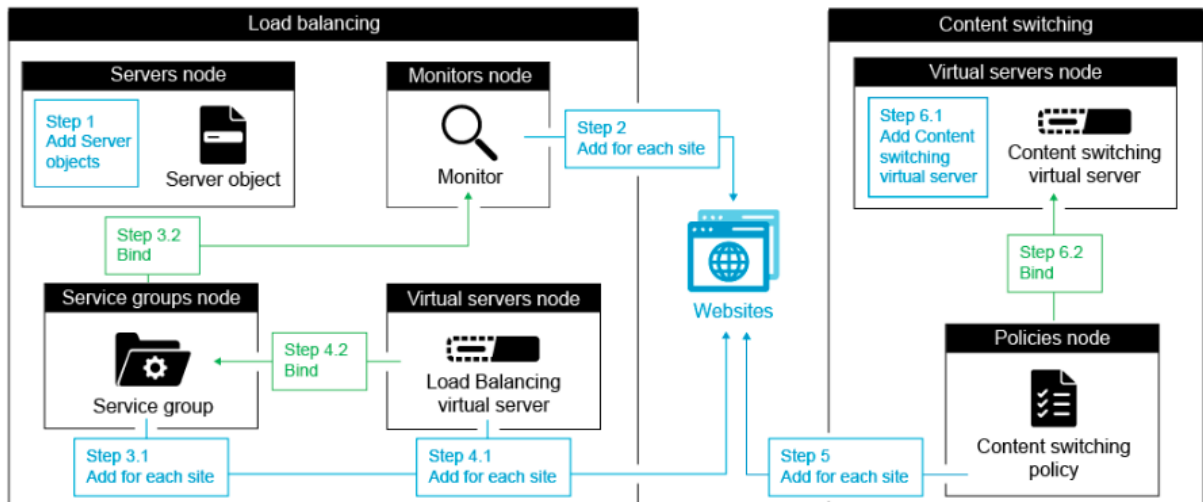 Load balancing
Servers node
Step 1
Add Server
objects
Server object
Monitors node
Monitor
Step 2
Add for each site
Step 3.2
Bind
Service groups node
Service group
Step 4.2
Bind
Virtual servers node
Load Balancing
virtual server
Step 3.1
Add for each site
Step 4.1
Add for each site
Websites
Content switching
Virtual servers node
Step 6.1
Add Content
switching
virtual server
Content switching
virtual server
Step 6.2
Bind
Policies node
Content switching
policy
Step 5
Add for each site